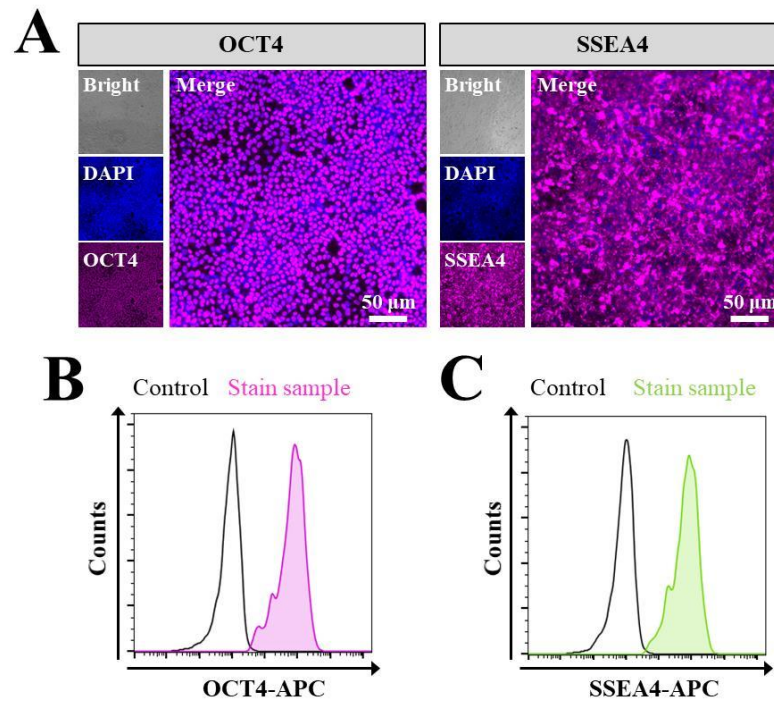 A
OCT4
SSEA4
Bright
Merge
DAPI
OCT4
50 µm
Bright
Merge
DAPI
SSEA4
50 µm
B
Control Stain sample
Counts
OCT4-APC
C
Control Stain sample
Counts
SSEA4-APC